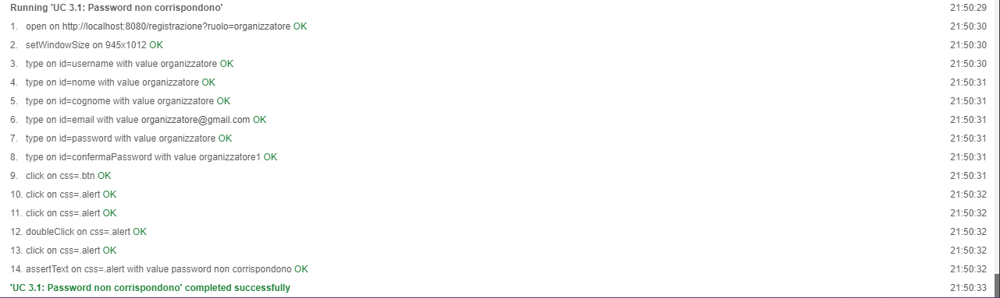 Running 'UC 3.1: Password non corrispondono' 21:50:29
1. open on http://localhost:8080/registrazione?ruolo=organizzatore OK 21:50:30
2. setWindowSize on 945x1012 OK 21:50:30
3. type on id=username with value organizzatore OK 21:50:30
4. type on id=nome with value organizzatore OK 21:50:31
5. type on id=cognome with value organizzatore OK 21:50:31
6. type on id=email with value organizzatore@gmail.com OK 21:50:31
7. type on id=password with value organizzatore OK 21:50:31
8. type on id=confermaPassword with value organizzatore1 OK 21:50:31
9. click on css=.btn OK 21:50:31
10. click on css=.alert OK 21:50:32
11. click on css=.alert OK 21:50:32
12. doubleClick on css=.alert OK 21:50:32
13. click on css=.alert OK 21:50:32
14. assertText on css=.alert with value password non corrispondono OK 21:50:32
'UC 3.1: Password non corrispondono' completed successfully 21:50:33